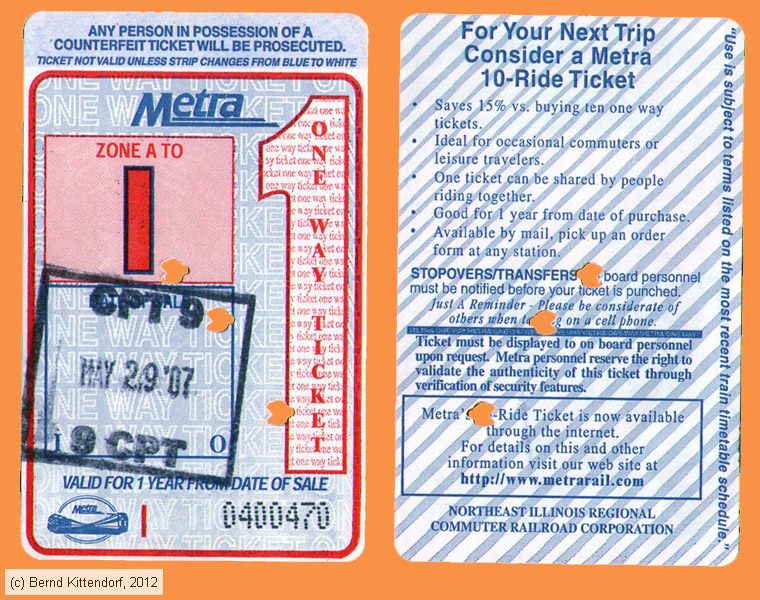 ANY PERSON IN POSSESSION OF A
COUNTERFEIT TICKET WILL BE PROSECUTED.
TICKET NOT VALID UNLESS STRIP CHANGES FROM BLUE TO WHITE
Metra
ZONE A TO
I
1
ONE WAY TICKET
CPT 9
MAY 29 '07
9 CPT
O
VALID FOR 1 YEAR FROM DATE OF SALE
Metra
I
0400470
For Your Next Trip
Consider a Metra
10-Ride Ticket
• Saves 15% vs. buying ten one way
tickets.
• Ideal for occasional commuters or
leisure travelers.
• One ticket can be shared by people
riding together.
• Good for 1 year from date of purchase.
• Available by mail, pick up an order
form at any station.
STOPOVERS/TRANSFERS board personnel
must be notified before your ticket is punched.
Just A Reminder - Please be considerate of
others when on a cell phone.
Ticket must be displayed to on board personnel
upon request. Metra personnel reserve the right to
validate the authenticity of this ticket through
verification of security features.
Metra's -Ride Ticket is now available
through the internet.
For details on this and other
information visit our web site at
http://www.metrarail.com
NORTHEAST ILLINOIS REGIONAL
COMMUTER RAILROAD CORPORATION
"Use is subject to terms listed on the most recent train timetable schedule."
(c) Bernd Kittendorf, 2012